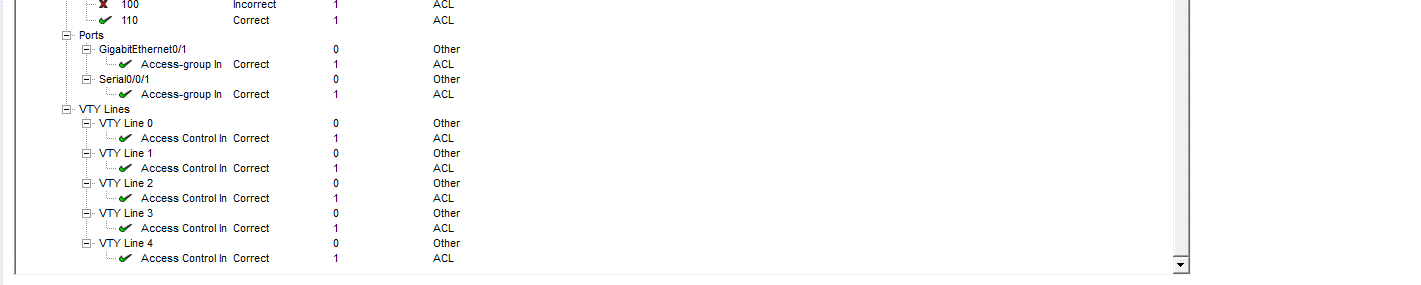 100 Incorrect 1 ACL
110 Correct 1 ACL
Ports
GigabitEthernet0/1 0 Other
Access-group In Correct 1 ACL
Serial0/0/1 0 Other
Access-group In Correct 1 ACL
VTY Lines
VTY Line 0 0 Other
Access Control In Correct 1 ACL
VTY Line 1 0 Other
Access Control In Correct 1 ACL
VTY Line 2 0 Other
Access Control In Correct 1 ACL
VTY Line 3 0 Other
Access Control In Correct 1 ACL
VTY Line 4 0 Other
Access Control In Correct 1 ACL